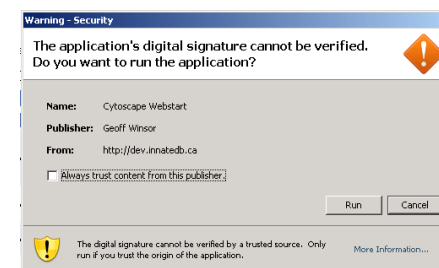 Warning - Security
The application's digital signature cannot be verified.
Do you want to run the application?
Name: Cytoscape Webstart
Publisher: Geoff Winsor
From: http://dev.innatedb.ca
Always trust content from this publisher.
Run Cancel
The digital signature cannot be verified by a trusted source. Only
run if you trust the origin of the application.
More Information...